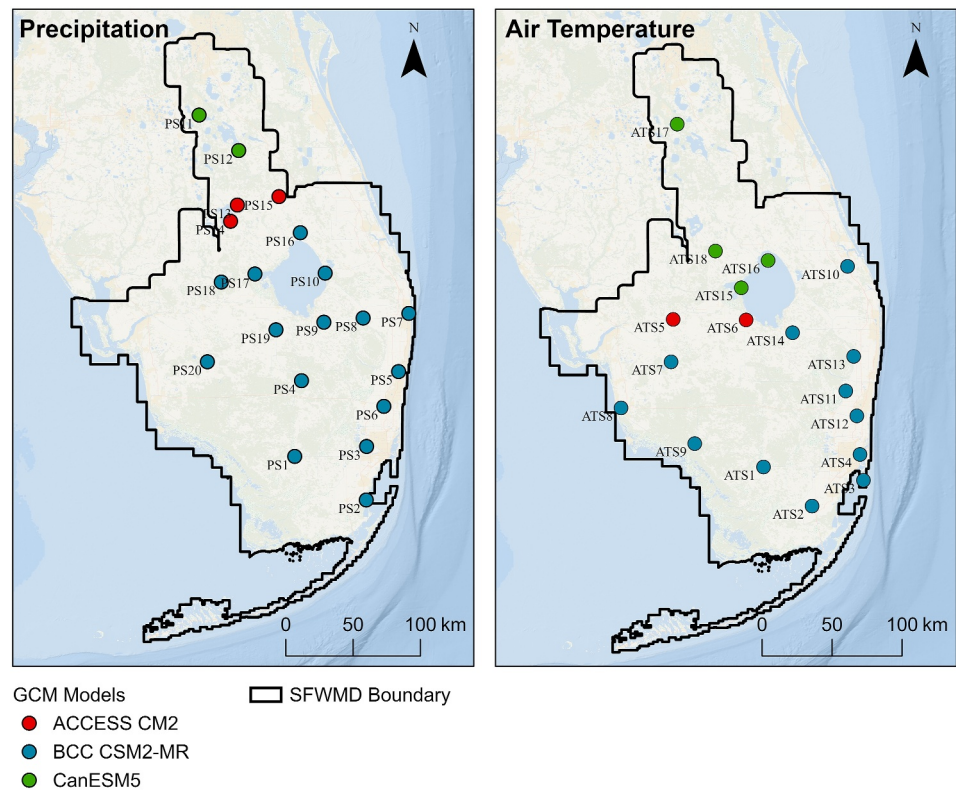 Precipitation
N
PS11
PS12
PS13
PS15
PS14
PS16
PS17
PS10
PS18
PS7
PS8
PS9
PS19
PS20
PS5
PS4
PS6
PS3
PS1
PS2
0 50 100 km
Air Temperature
N
ATS17
ATS18
ATS16
ATS10
ATS15
ATS5
ATS6
ATS14
ATS13
ATS7
ATS11
ATS8
ATS12
ATS9
ATS4
ATS1
ATS3
ATS2
0 50 100 km
GCM Models
SFWMD Boundary
ACCESS CM2
BCC CSM2-MR
CanESM5